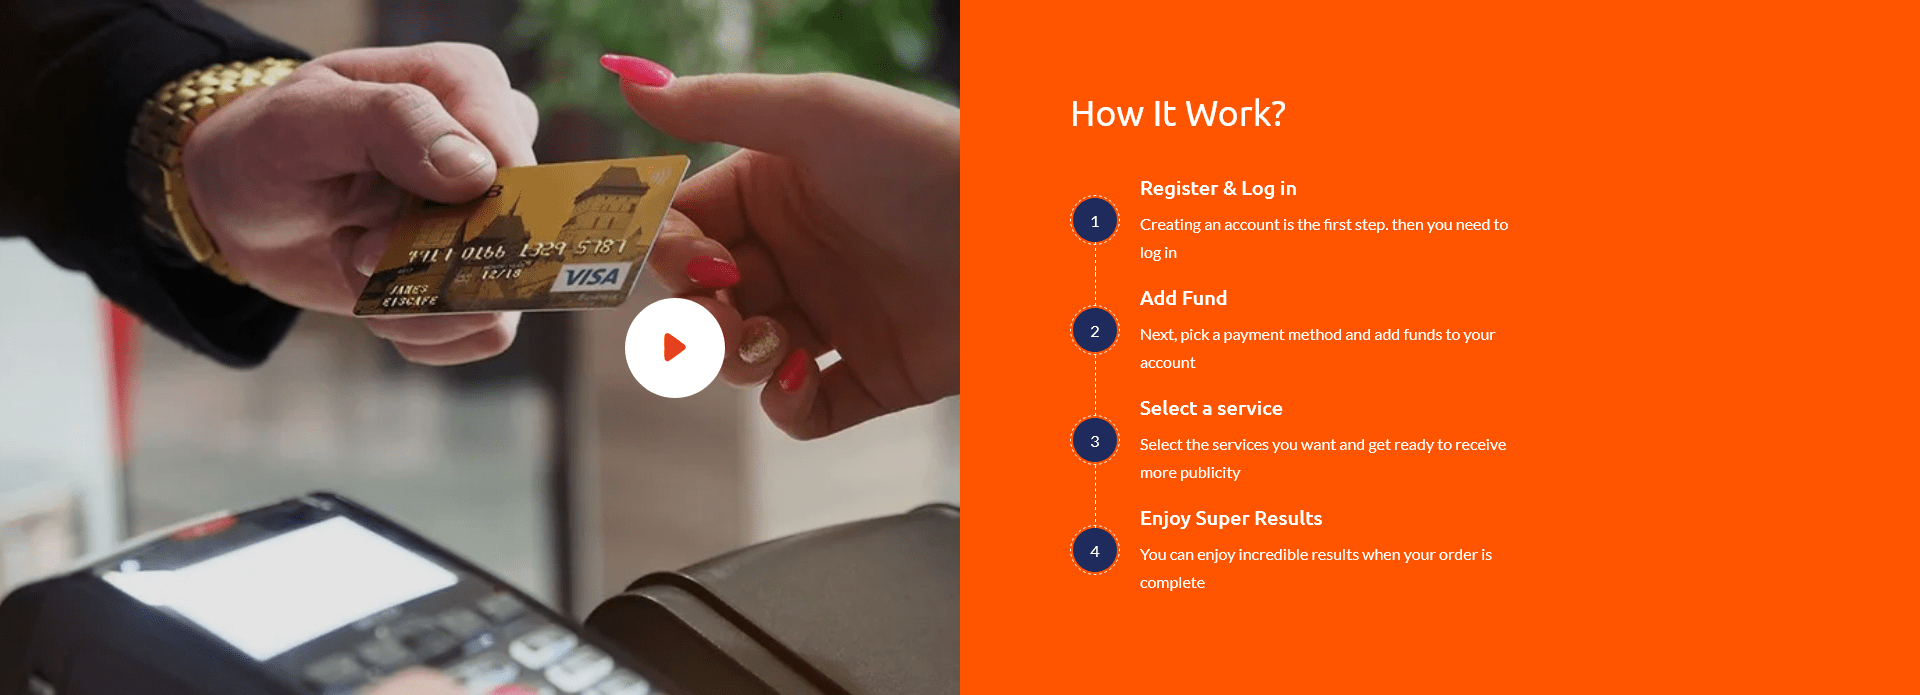 0166 1329 5787
12/18
VISA
JAMES
How It Work?
1
Register & Log in
Creating an account is the first step. then you need to
log in
2
Add Fund
Next, pick a payment method and add funds to your
account
3
Select a service
Select the services you want and get ready to receive
more publicity
4
Enjoy Super Results
You can enjoy incredible results when your order is
complete